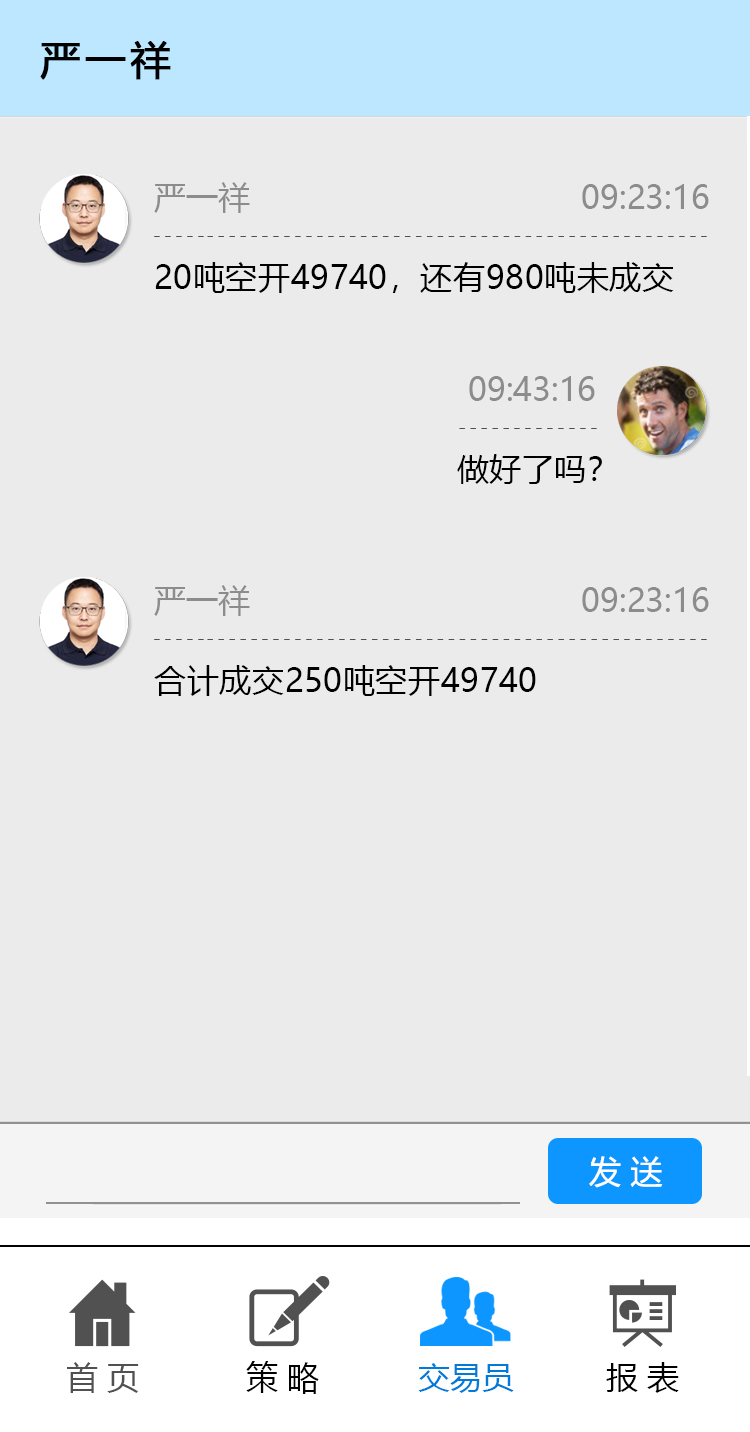 严一祥
严一祥 09:23:16
20吨空开49740，还有980吨未成交
09:43:16
做好了吗？
严一祥 09:23:16
合计成交250吨空开49740
发送
首页 策略 交易员 报表